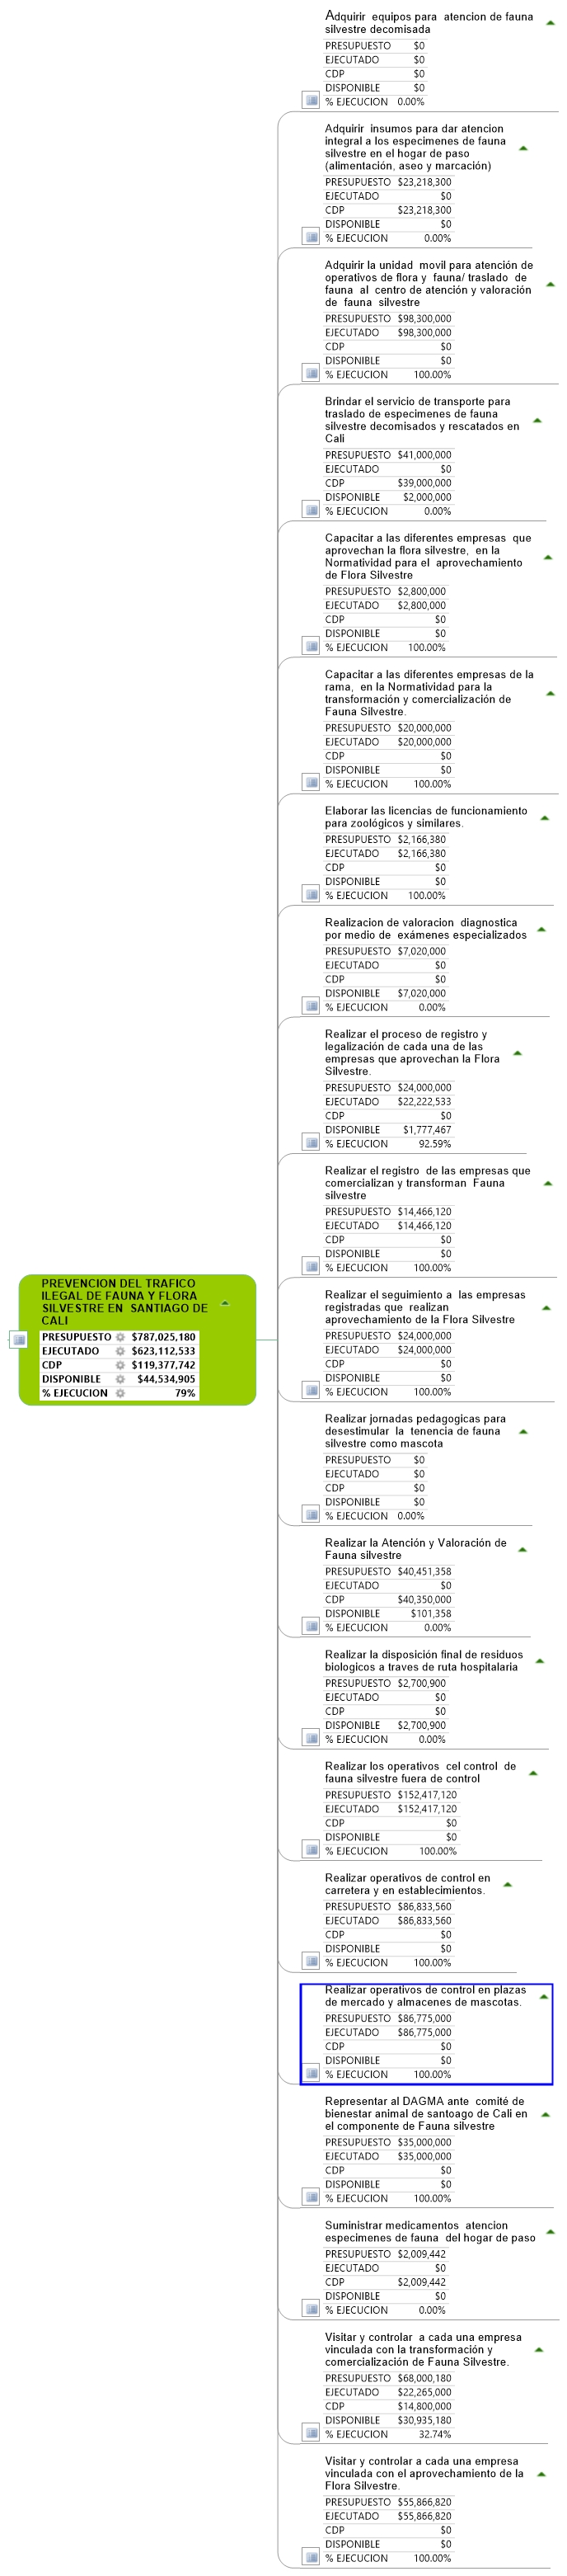 Adquirir equipos para atencion de fauna
silvestre decomisada
PRESUPUESTO $0
EJECUTADO $0
CDP $0
DISPONIBLE $0
% EJECUCION 0.00%
Adquirir insumos para dar atencion
integral a los especimenes de fauna
silvestre en el hogar de paso
(alimentación, aseo y marcación)
PRESUPUESTO $23,218,300
EJECUTADO $0
CDP $23,218,300
DISPONIBLE $0
% EJECUCION 0.00%
Adquirir la unidad movil para atención de
operativos de flora y fauna/ traslado de
fauna al centro de atención y valoración
de fauna silvestre
PRESUPUESTO $98,300,000
EJECUTADO $98,300,000
CDP $0
DISPONIBLE $0
% EJECUCION 100.00%
Brindar el servicio de transporte para
traslado de especimenes de fauna
silvestre decomisados y rescatados en
Cali
PRESUPUESTO $41,000,000
EJECUTADO $0
CDP $39,000,000
DISPONIBLE $2,000,000
% EJECUCION 0.00%
Capacitar a las diferentes empresas que
aprovechan la flora silvestre, en la
Normatividad para el aprovechamiento
de Flora Silvestre
PRESUPUESTO $2,800,000
EJECUTADO $2,800,000
CDP $0
DISPONIBLE $0
% EJECUCION 100.00%
Capacitar a las diferentes empresas de la
rama, en la Normatividad para la
transformación y comercialización de
Fauna Silvestre.
PRESUPUESTO $20,000,000
EJECUTADO $20,000,000
CDP $0
DISPONIBLE $0
% EJECUCION 100.00%
Elaborar las licencias de funcionamiento
para zoológicos y similares.
PRESUPUESTO $2,166,380
EJECUTADO $2,166,380
CDP $0
DISPONIBLE $0
% EJECUCION 100.00%
Realizacion de valoracion diagnostica
por medio de exámenes especializados
PRESUPUESTO $7,020,000
EJECUTADO $0
CDP $0
DISPONIBLE $7,020,000
% EJECUCION 0.00%
Realizar el proceso de registro y
legalización de cada una de las
empresas que aprovechan la Flora
Silvestre.
PRESUPUESTO $24,000,000
EJECUTADO $22,222,533
CDP $0
DISPONIBLE $1,777,467
% EJECUCION 92.59%
Realizar el registro de las empresas que
comercializan y transforman Fauna
silvestre
PRESUPUESTO $14,466,120
EJECUTADO $14,466,120
CDP $0
DISPONIBLE $0
% EJECUCION 100.00%
PREVENCION DEL TRAFICO
ILEGAL DE FAUNA Y FLORA
SILVESTRE EN SANTIAGO DE
CALI
PRESUPUESTO $787,025,180
EJECUTADO $623,112,533
CDP $119,377,742
DISPONIBLE $44,534,905
% EJECUCION 79%
Realizar el seguimiento a las empresas
registradas que realizan
aprovechamiento de la Flora Silvestre
PRESUPUESTO $24,000,000
EJECUTADO $24,000,000
CDP $0
DISPONIBLE $0
% EJECUCION 100.00%
Realizar jornadas pedagogicas para
desestimular la tenencia de fauna
silvestre como mascota
PRESUPUESTO $0
EJECUTADO $0
CDP $0
DISPONIBLE $0
% EJECUCION 0.00%
Realizar la Atención y Valoración de
Fauna silvestre
PRESUPUESTO $40,451,358
EJECUTADO $0
CDP $40,350,000
DISPONIBLE $101,358
% EJECUCION 0.00%
Realizar la disposición final de residuos
biologicos a traves de ruta hospitalaria
PRESUPUESTO $2,700,900
EJECUTADO $0
CDP $0
DISPONIBLE $2,700,900
% EJECUCION 0.00%
Realizar los operativos cel control de
fauna silvestre fuera de control
PRESUPUESTO $152,417,120
EJECUTADO $152,417,120
CDP $0
DISPONIBLE $0
% EJECUCION 100.00%
Realizar operativos de control en
carretera y en establecimientos.
PRESUPUESTO $86,833,560
EJECUTADO $86,833,560
CDP $0
DISPONIBLE $0
% EJECUCION 100.00%
Realizar operativos de control en plazas
de mercado y almacenes de mascotas.
PRESUPUESTO $86,775,000
EJECUTADO $86,775,000
CDP $0
DISPONIBLE $0
% EJECUCION 100.00%
Representar al DAGMA ante comité de
bienestar animal de santoago de Cali en
el componente de Fauna silvestre
PRESUPUESTO $35,000,000
EJECUTADO $35,000,000
CDP $0
DISPONIBLE $0
% EJECUCION 100.00%
Suministrar medicamentos atencion
especimenes de fauna del hogar de paso
PRESUPUESTO $2,009,442
EJECUTADO $0
CDP $2,009,442
DISPONIBLE $0
% EJECUCION 0.00%
Visitar y controlar a cada una empresa
vinculada con la transformación y
comercialización de Fauna Silvestre.
PRESUPUESTO $68,000,180
EJECUTADO $22,265,000
CDP $14,800,000
DISPONIBLE $30,935,180
% EJECUCION 32.74%
Visitar y controlar a cada una empresa
vinculada con el aprovechamiento de la
Flora Silvestre.
PRESUPUESTO $55,866,820
EJECUTADO $55,866,820
CDP $0
DISPONIBLE $0
% EJECUCION 100.00%